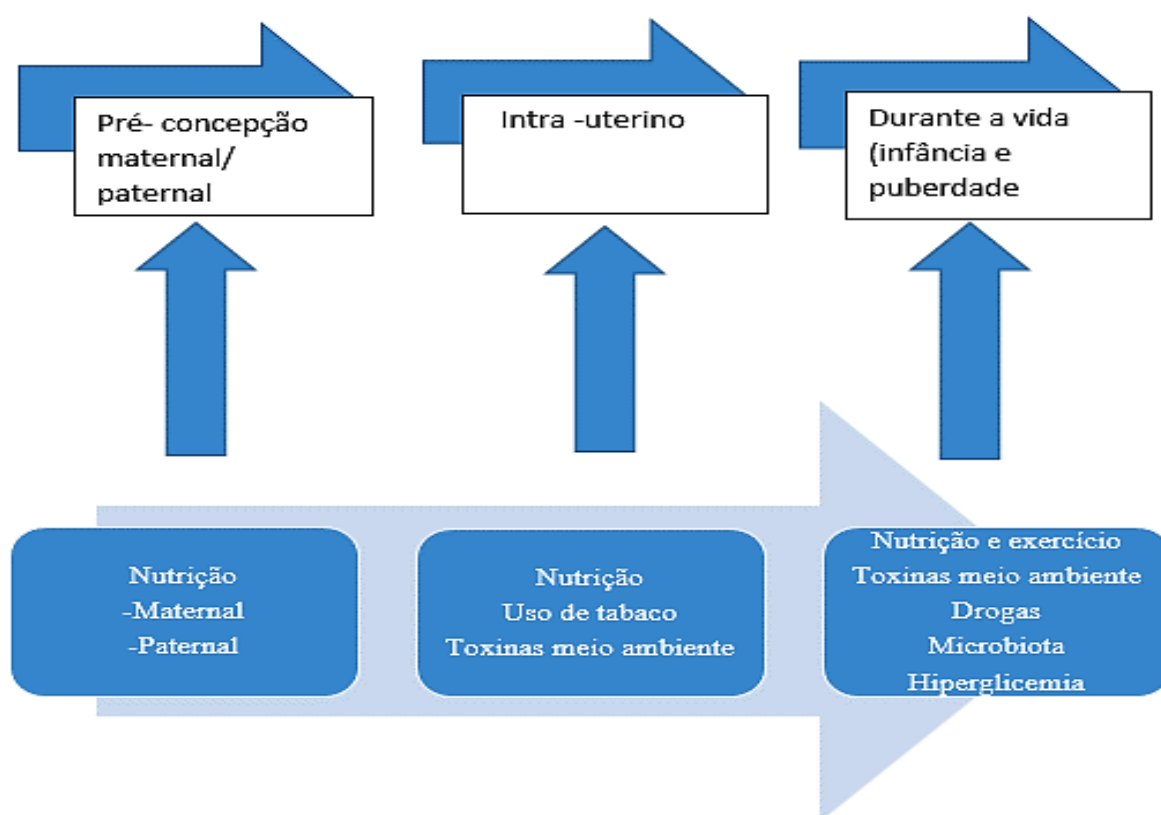 Pré- concepção
maternal/
paternal
Intra -uterino
Durante a vida
(infância e
puberdade
Nutrição
-Maternal
-Paternal
Nutrição
Uso de tabaco
Toxinas meio ambiente
Nutrição e exercício
Toxinas meio ambiente
Drogas
Microbiota
Hiperglicemia